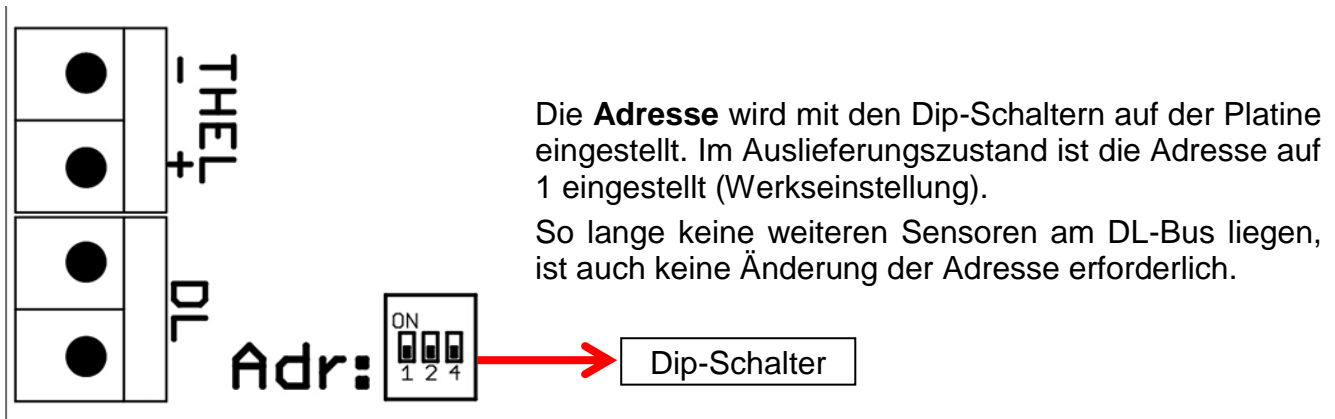 - THEL +
DL
Die Adresse wird mit den Dip-Schaltern auf der Platine
eingestellt. Im Auslieferungszustand ist die Adresse auf
1 eingestellt (Werkseinstellung).
So lange keine weiteren Sensoren am DL-Bus liegen,
ist auch keine Änderung der Adresse erforderlich.
Adr:
ON
1 2 4
Dip-Schalter